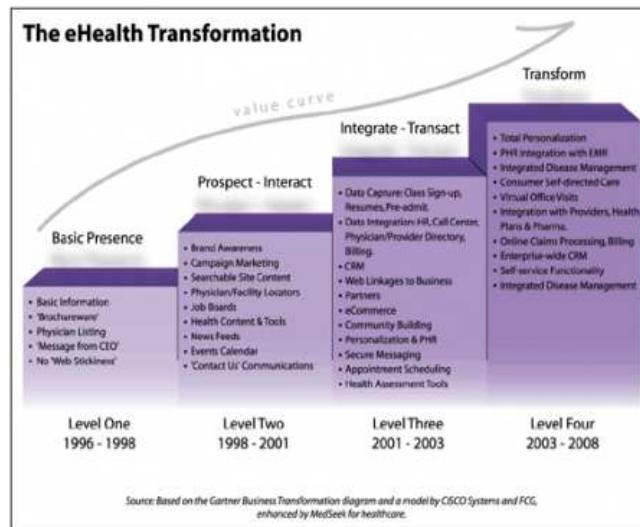 The eHealth Transformation
value curve
Transform
• Total Personalization
• PHR Integration with EMR
• Integrated Disease Management
• Consumer Self-directed Care
• Virtual Office Visits
• Integration with Providers, Health
Plans & Pharma.
• Online Claims Processing, Billing
• Enterprise-wide CRM
• Self-service Functionality
• Integrated Disease Management
Integrate - Transact
• Data Capture: Class Sign-up,
Resumes, Pre-admit.
• Data Integration: HR, Call Center,
Physician/Provider Directory,
Billing.
• CRM
• Web Linkages to Business
• Partners
• eCommerce
• Community Building
• Personalization & PHR
• Secure Messaging
• Appointment Scheduling
• Health Assessment Tools
Prospect - Interact
• Brand Awareness
• Campaign Marketing
• Searchable Site Content
• Physician/Facility Locators
• Job Boards
• Health Content & Tools
• News Feeds
• Events Calendar
• 'Contact Us' Communications
Basic Presence
• Basic Information
• 'Brochureware'
• Physician Listing
• 'Message from CEO'
• No 'Web Stickiness'
Level One
1996 - 1998
Level Two
1998 - 2001
Level Three
2001 - 2003
Level Four
2003 - 2008
Source: Based on the Gartner Business Transformation diagram and a model by CISCO Systems and FCG,
enhanced by MedSeek for healthcare.